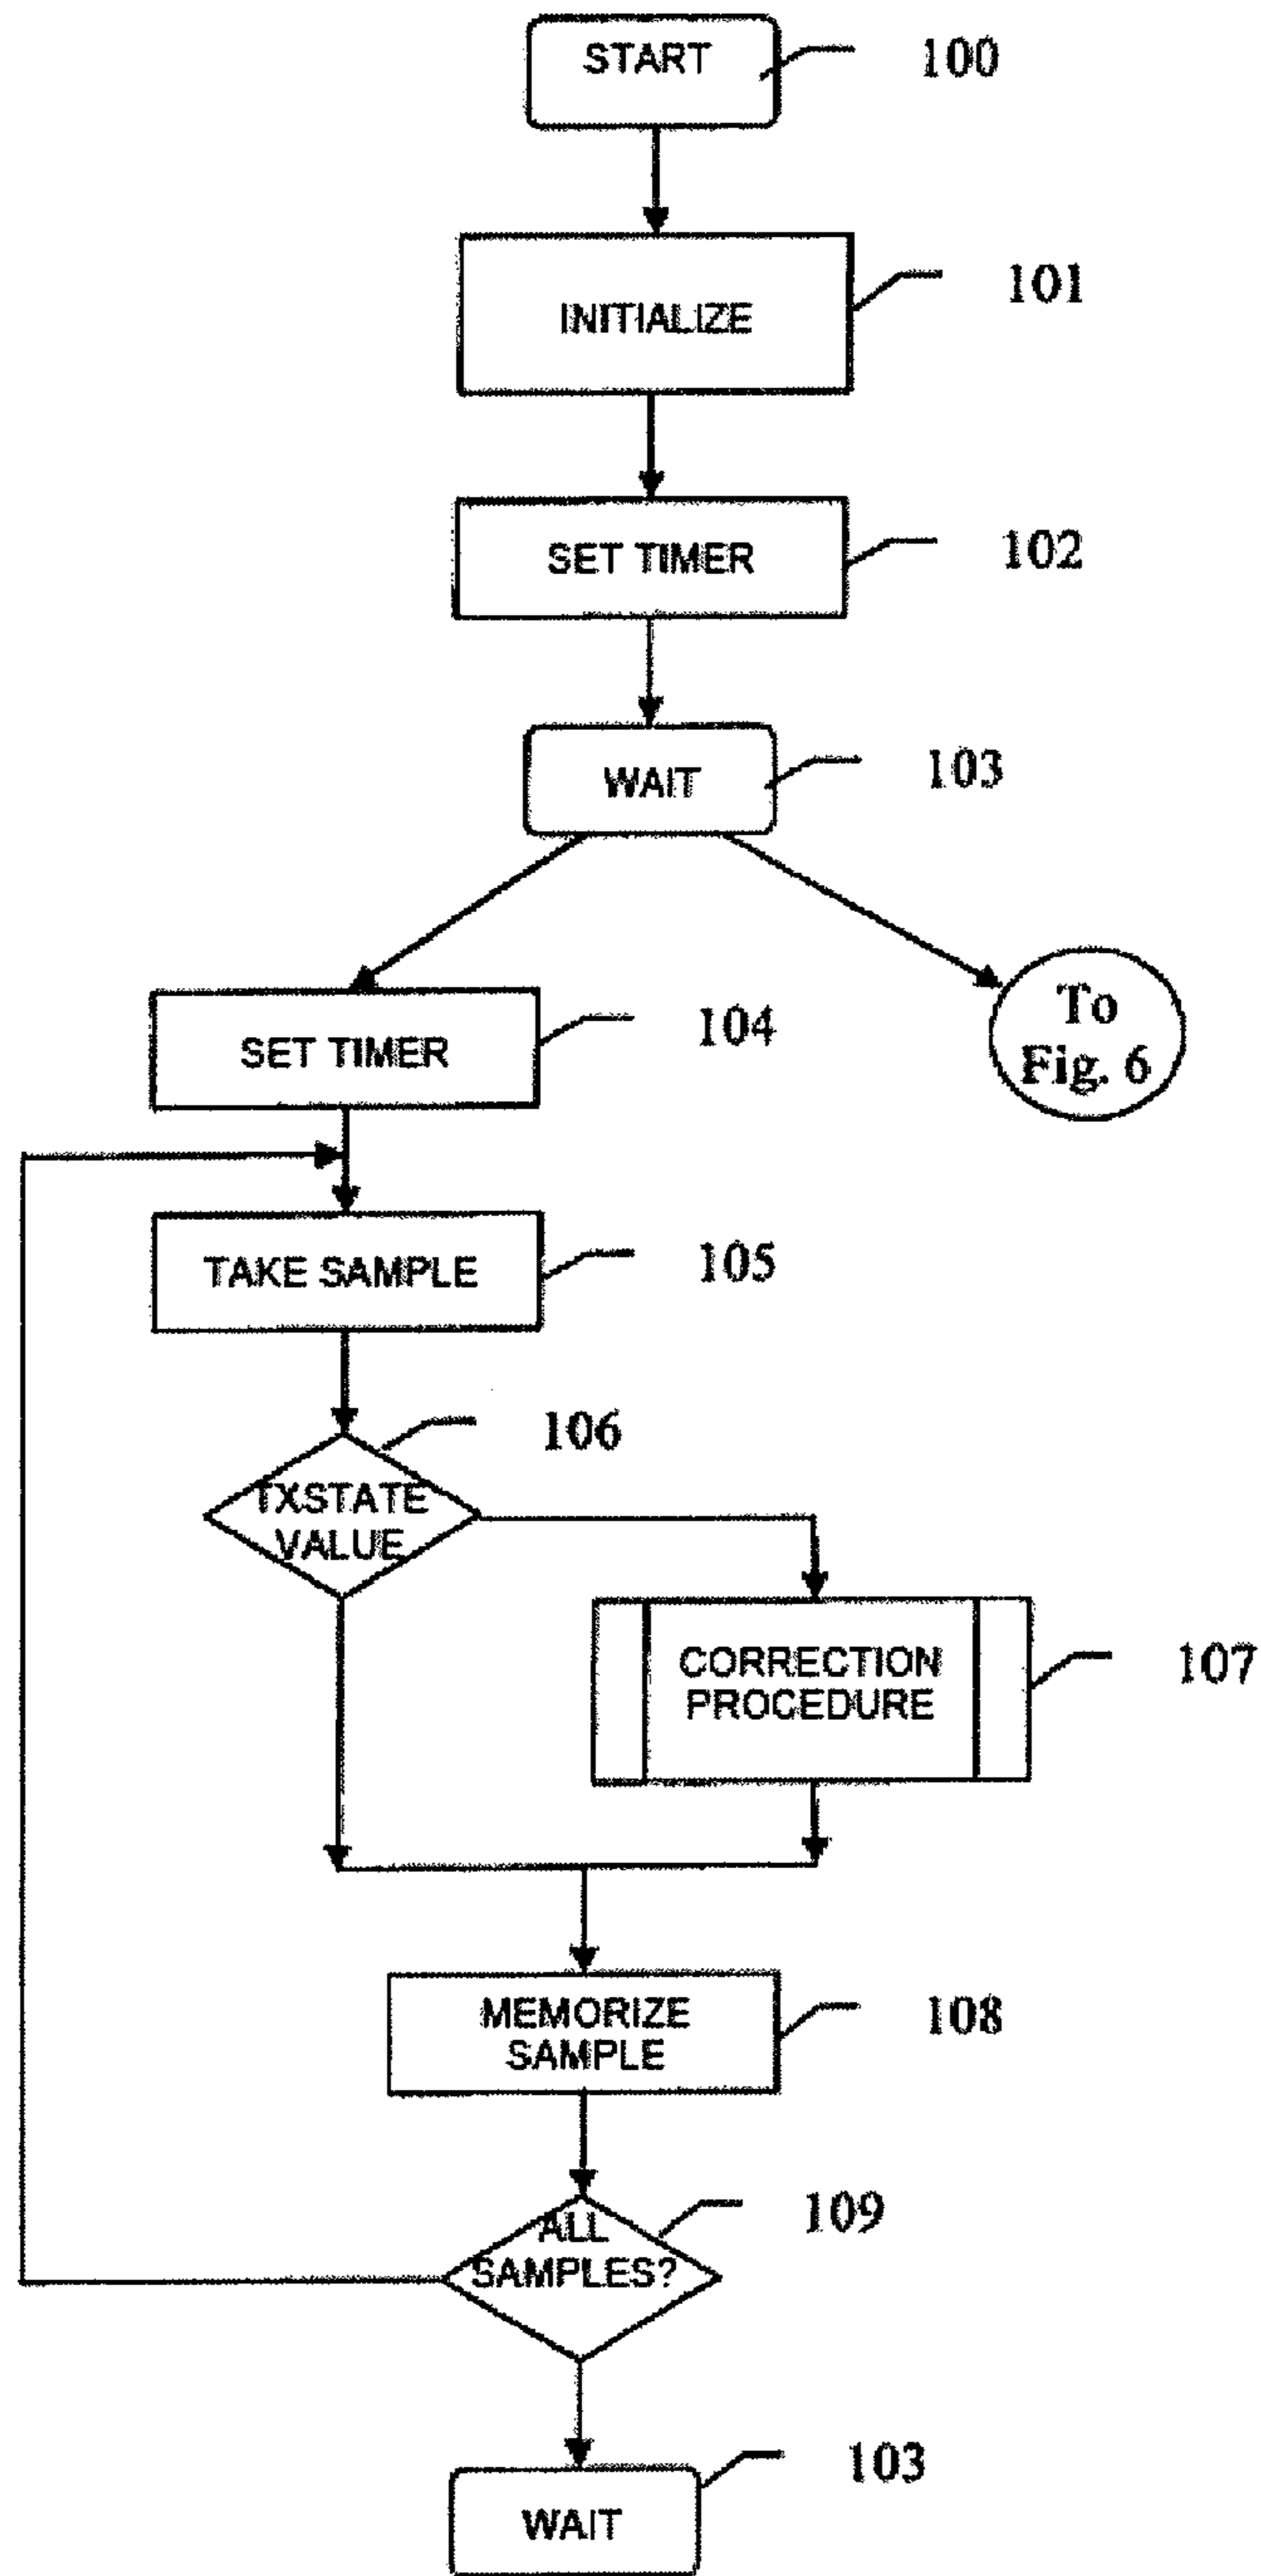 START
100
INITIALIZE
101
SET TIMER
102
WAIT
103
SET TIMER
104
To
Fig. 6
TAKE SAMPLE
105
106
TXSTATE
VALUE
CORRECTION
PROCEDURE
107
MEMORIZE
SAMPLE
108
109
ALL
SAMPLES?
103
WAIT